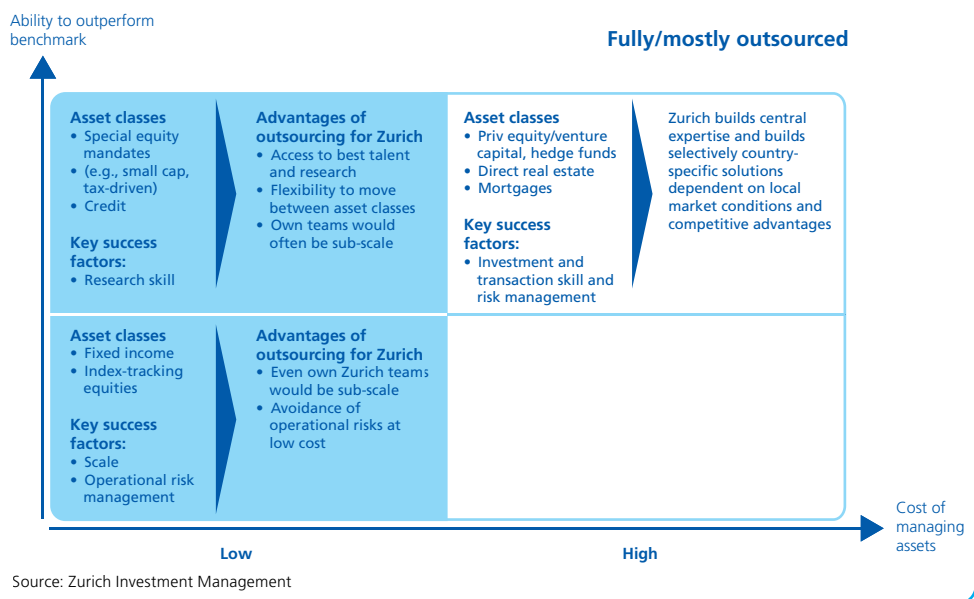 Ability to outperform
benchmark
Fully/mostly outsourced
Asset classes
• Special equity
mandates
• (e.g., small cap,
tax-driven)
• Credit
Key success
factors:
• Research skill
Advantages of
outsourcing for Zurich
• Access to best talent
and research
• Flexibility to move
between asset classes
• Own teams would
often be sub-scale
Asset classes
• Priv equity/venture
capital, hedge funds
• Direct real estate
• Mortgages
Key success
factors:
• Investment and
transaction skill and
risk management
Zurich builds central
expertise and builds
selectively country-
specific solutions
dependent on local
market conditions and
competitive advantages
Asset classes
• Fixed income
• Index-tracking
equities
Key success
factors:
• Scale
• Operational risk
management
Advantages of
outsourcing for Zurich
• Even own Zurich teams
would be sub-scale
• Avoidance of
operational risks at
low cost
Cost of
managing
assets
Low
High
Source: Zurich Investment Management